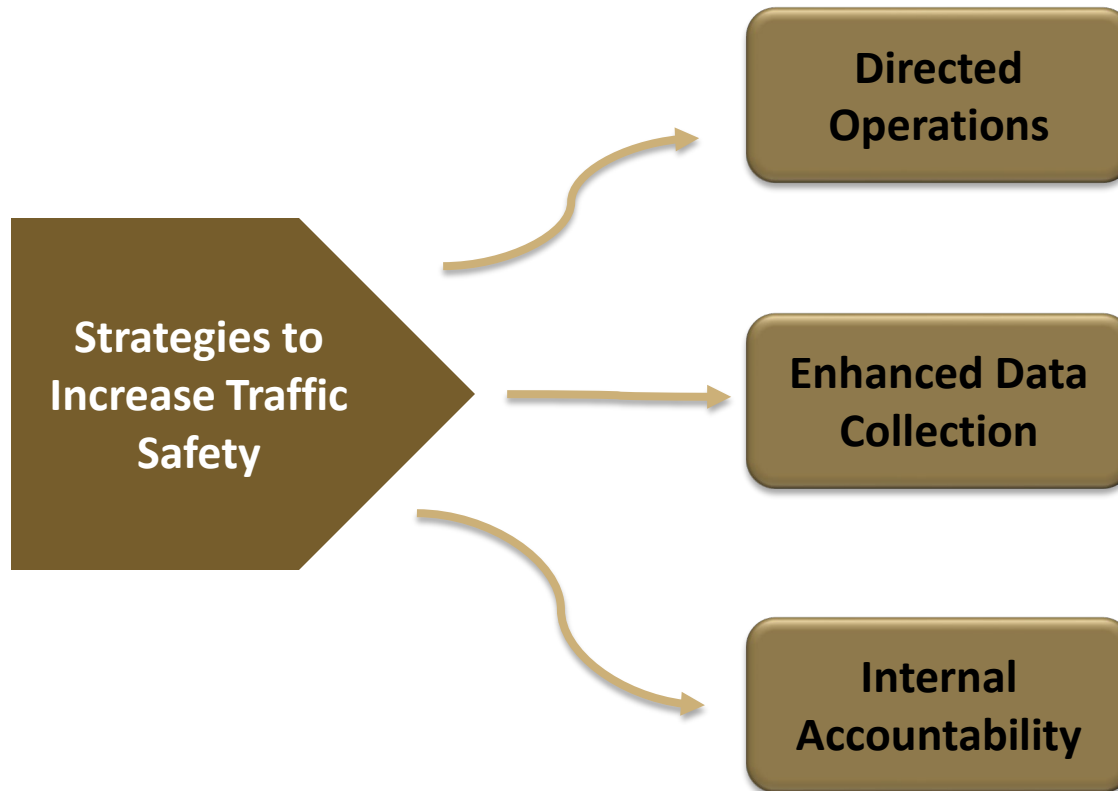 Directed
Operations
Strategies to
Increase Traffic
Safety
Enhanced Data
Collection
Internal
Accountability